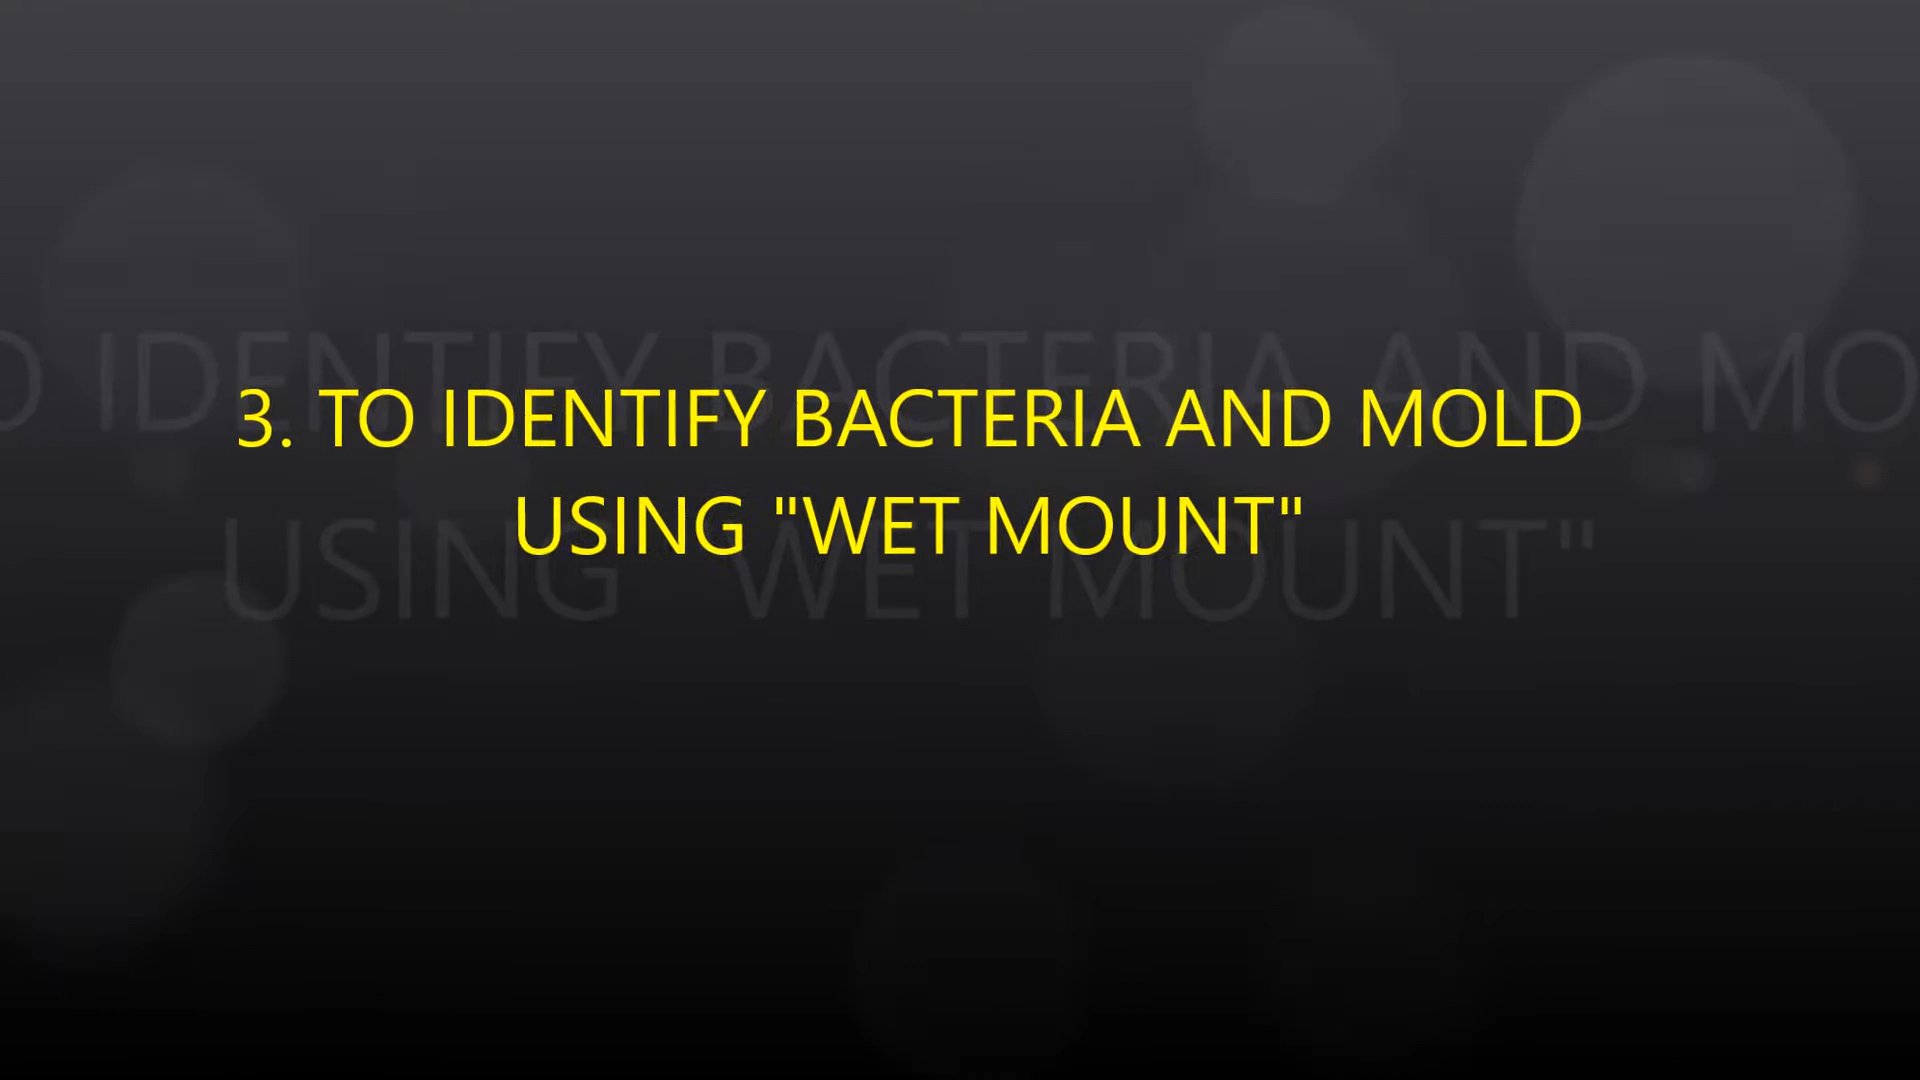 3. TO IDENTIFY BACTERIA AND MOLD
USING "WET MOUNT"